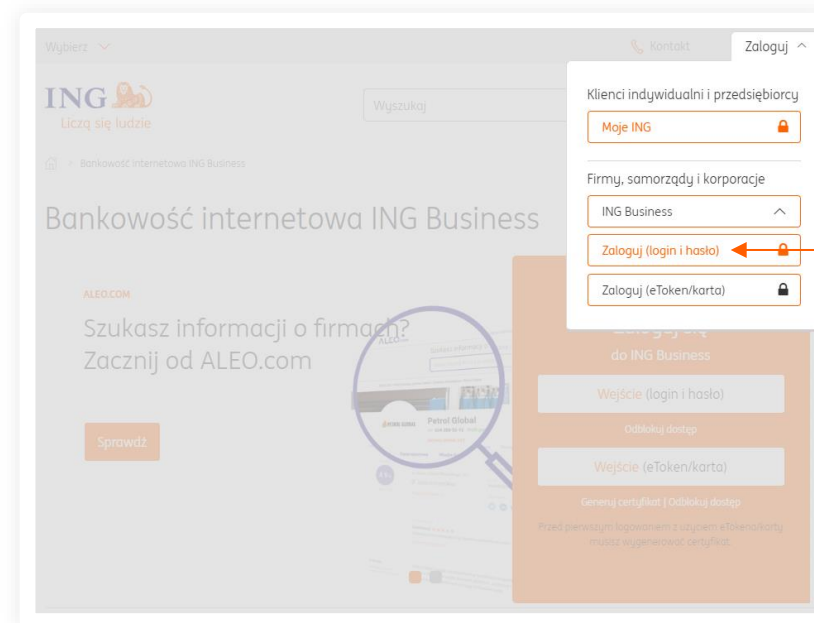 Wybierz
Kontakt
Zaloguj
ING
Liczą się ludzie
Wyszukaj
Klienci indywidualni i przedsiębiorcy
Moje ING
Bankowość internetowa ING Business
Firmy, samorządy i korporacje
ING Business
Bankowość internetowa ING Business
Zaloguj (login i hasło)
Zaloguj (eToken/karta)
ALEO.COM
Szukasz informacji o firmach?
Zacznij od ALEO.com
Sprawdź
Petrol Global
do ING Business
Wejście (login i hasło)
Odblokuj dostęp
Wejście (eToken/karta)
Generuj certyfikat | Odblokuj dostęp
Przed pierwszym logowaniem z użyciem eTokena/karty
musisz wygenerować certyfikat.